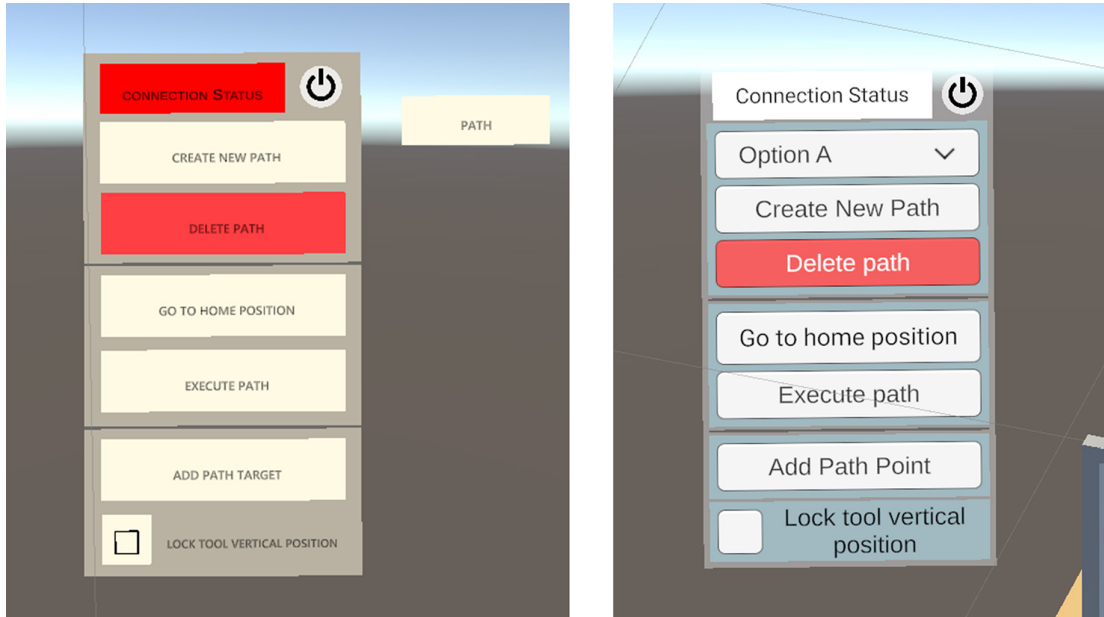 CONNECTION STATUS
PATH
CREATE NEW PATH
DELETE PATH
GO TO HOME POSITION
EXECUTE PATH
ADD PATH TARGET
LOCK TOOL VERTICAL POSITION
Connection Status
Option A
Create New Path
Delete path
Go to home position
Execute path
Add Path Point
Lock tool vertical
position